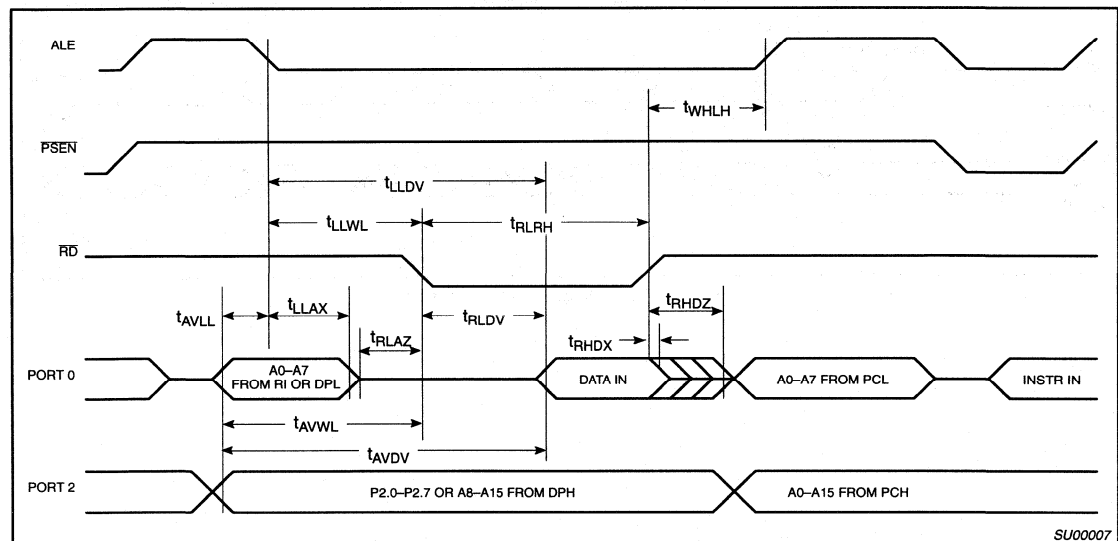 ALE
tWHLH
PSEN
tLLDV
tLLWL
tRLRH
RD
tAVLL
tLLAX
tRLAZ
tRLDV
tRHDZ
tRHDX
PORT 0
A0–A7
FROM RI OR DPL
DATA IN
A0–A7 FROM PCL
INSTR IN
tAVWL
tAVDV
PORT 2
P2.0–P2.7 OR A8–A15 FROM DPH
A0–A15 FROM PCH
SU00007